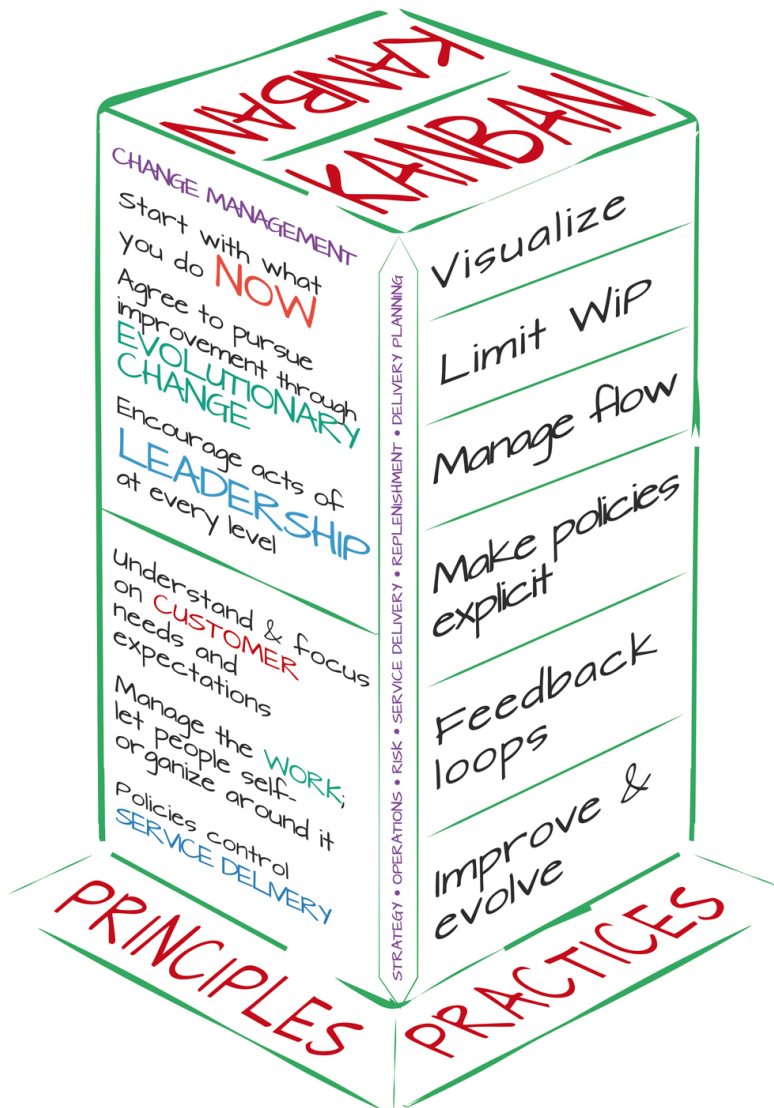 KANBAN
KANBAN
CHANGE MANAGEMENT
Start with what
you do NOW
Agree to pursue
improvement through
EVOLUTIONARY
CHANGE
Encourage acts of
LEADERSHIP
at every level
Understand & focus
on CUSTOMER
needs and
expectations
Manage the WORK;
let people self-
organize around it
Policies control
SERVICE DELIVERY
STRATEGY • OPERATIONS • RISK • SERVICE DELIVERY • REPLENISHMENT • DELIVERY PLANNING
Visualize
Limit WiP
Manage flow
Make policies
explicit
Feedback
loops
Improve &
evolve
PRINCIPLES
PRACTICES